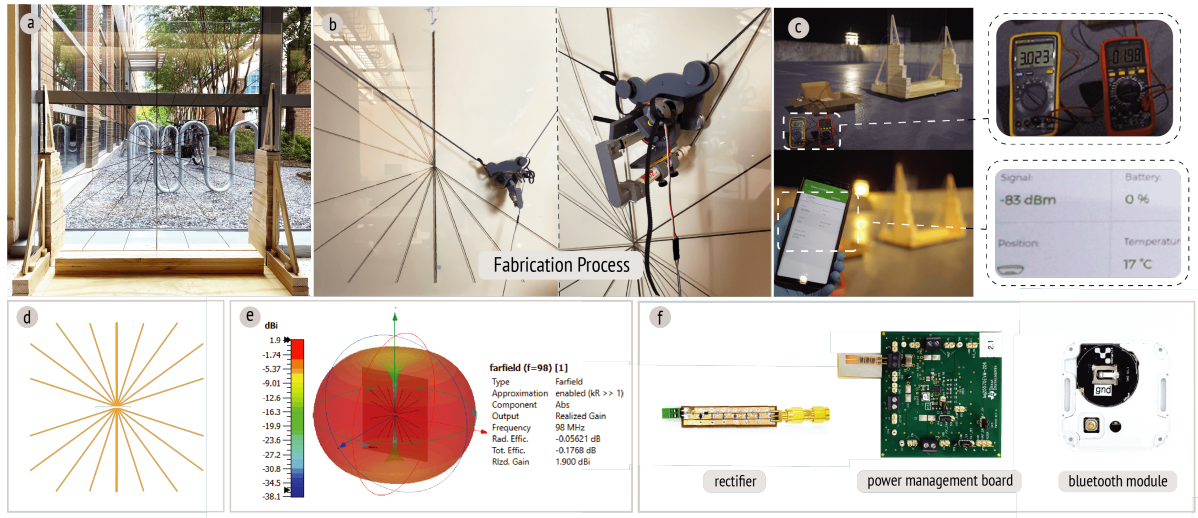 a
b
Fabrication Process
c
3.023
0.198
Signal:
Battery:
-83 dBm
0 %
Position:
Temperatur
17 °C
d
e
dBi
1.9
-1.74
-5.37
-9.01
-12.6
-16.3
-19.9
-23.6
-27.2
-30.8
-34.5
-38.1
farfield (f=98) [1]
Type Farfield
Approximation enabled (kR >> 1)
Component Abs
Output Realized Gain
Frequency 98 MHz
Rad. Effic. -0.05621 dB
Tot. Effic. -0.1768 dB
Rlzd. Gain 1.900 dBi
f
2.1
gnd
rectifier
power management board
bluetooth module